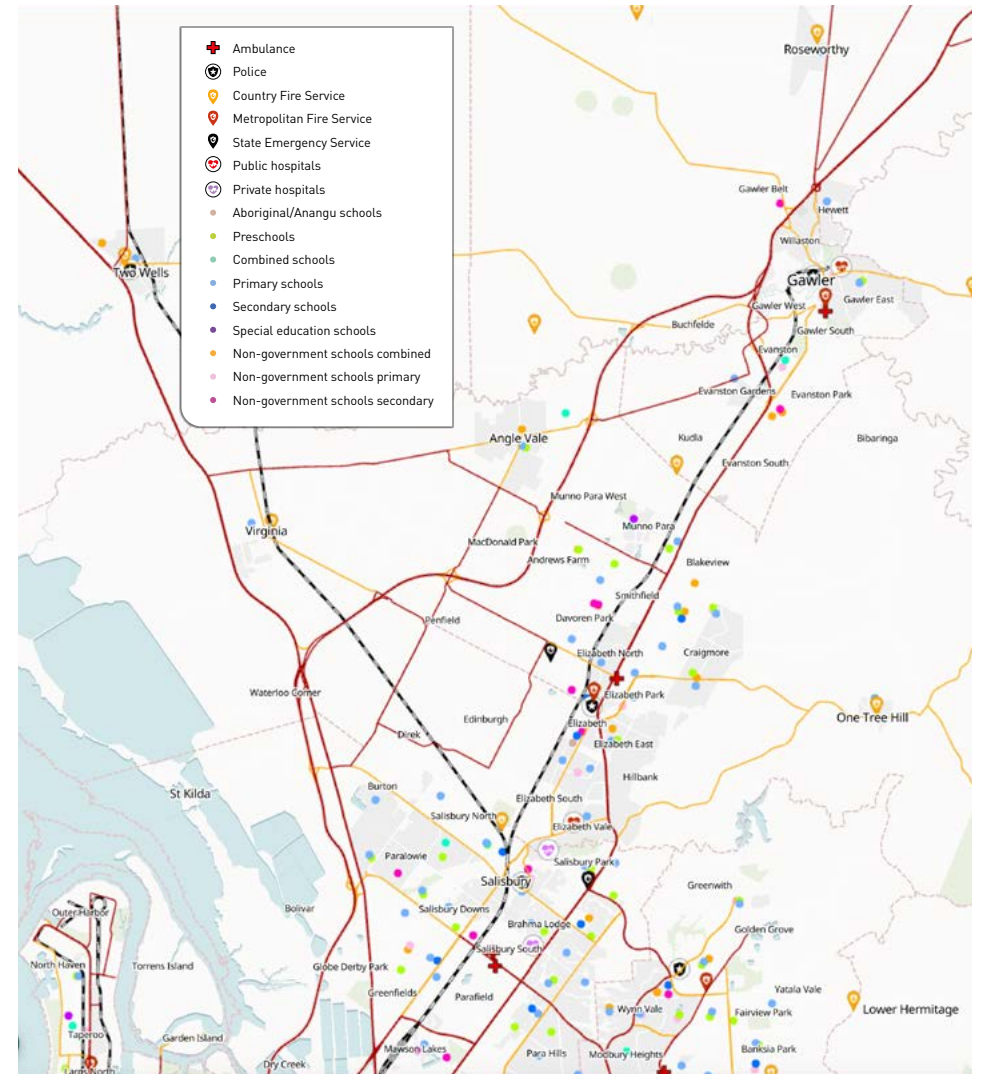 Ambulance
Police
Country Fire Service
Metropolitan Fire Service
State Emergency Service
Public hospitals
Private hospitals
Aboriginal/Anangu schools
Preschools
Combined schools
Primary schools
Secondary schools
Special education schools
Non-government schools combined
Non-government schools primary
Non-government schools secondary
Roseworthy
Gawler Belt
Hewett
Willaston
Two Wells
Gawler
Gawler East
Gawler West
Buchfelde
Gawler South
Evanston
Evanston Gardens
Evanston Park
Angle Vale
Kudla
Bibaringa
Evanston South
Munno Para West
Virginia
Munno Para
MacDonald Park
Andrews Farm
Blakeview
Smithfield
Penfield
Davoren Park
Elizabeth North
Craigmore
Waterloo Corner
Elizabeth Park
Edinburgh
Elizabeth
One Tree Hill
Direk
Elizabeth East
Hillbank
Burton
St Kilda
Elizabeth South
Salisbury North
Elizabeth Vale
Paralowie
Salisbury Park
Salisbury
Greenwith
Outer Harbor
Bolivar
Salisbury Downs
Brahma Lodge
Golden Grove
Salisbury South
North Haven
Torrens Island
Globe Derby Park
Greenfields
Parafield
Yatala Vale
Wynn Vale
Fairview Park
Lower Hermitage
Taperoo
Garden Island
Mawson Lakes
Para Hills
Modbury Heights
Banksia Park
Dry Creek
Largs North